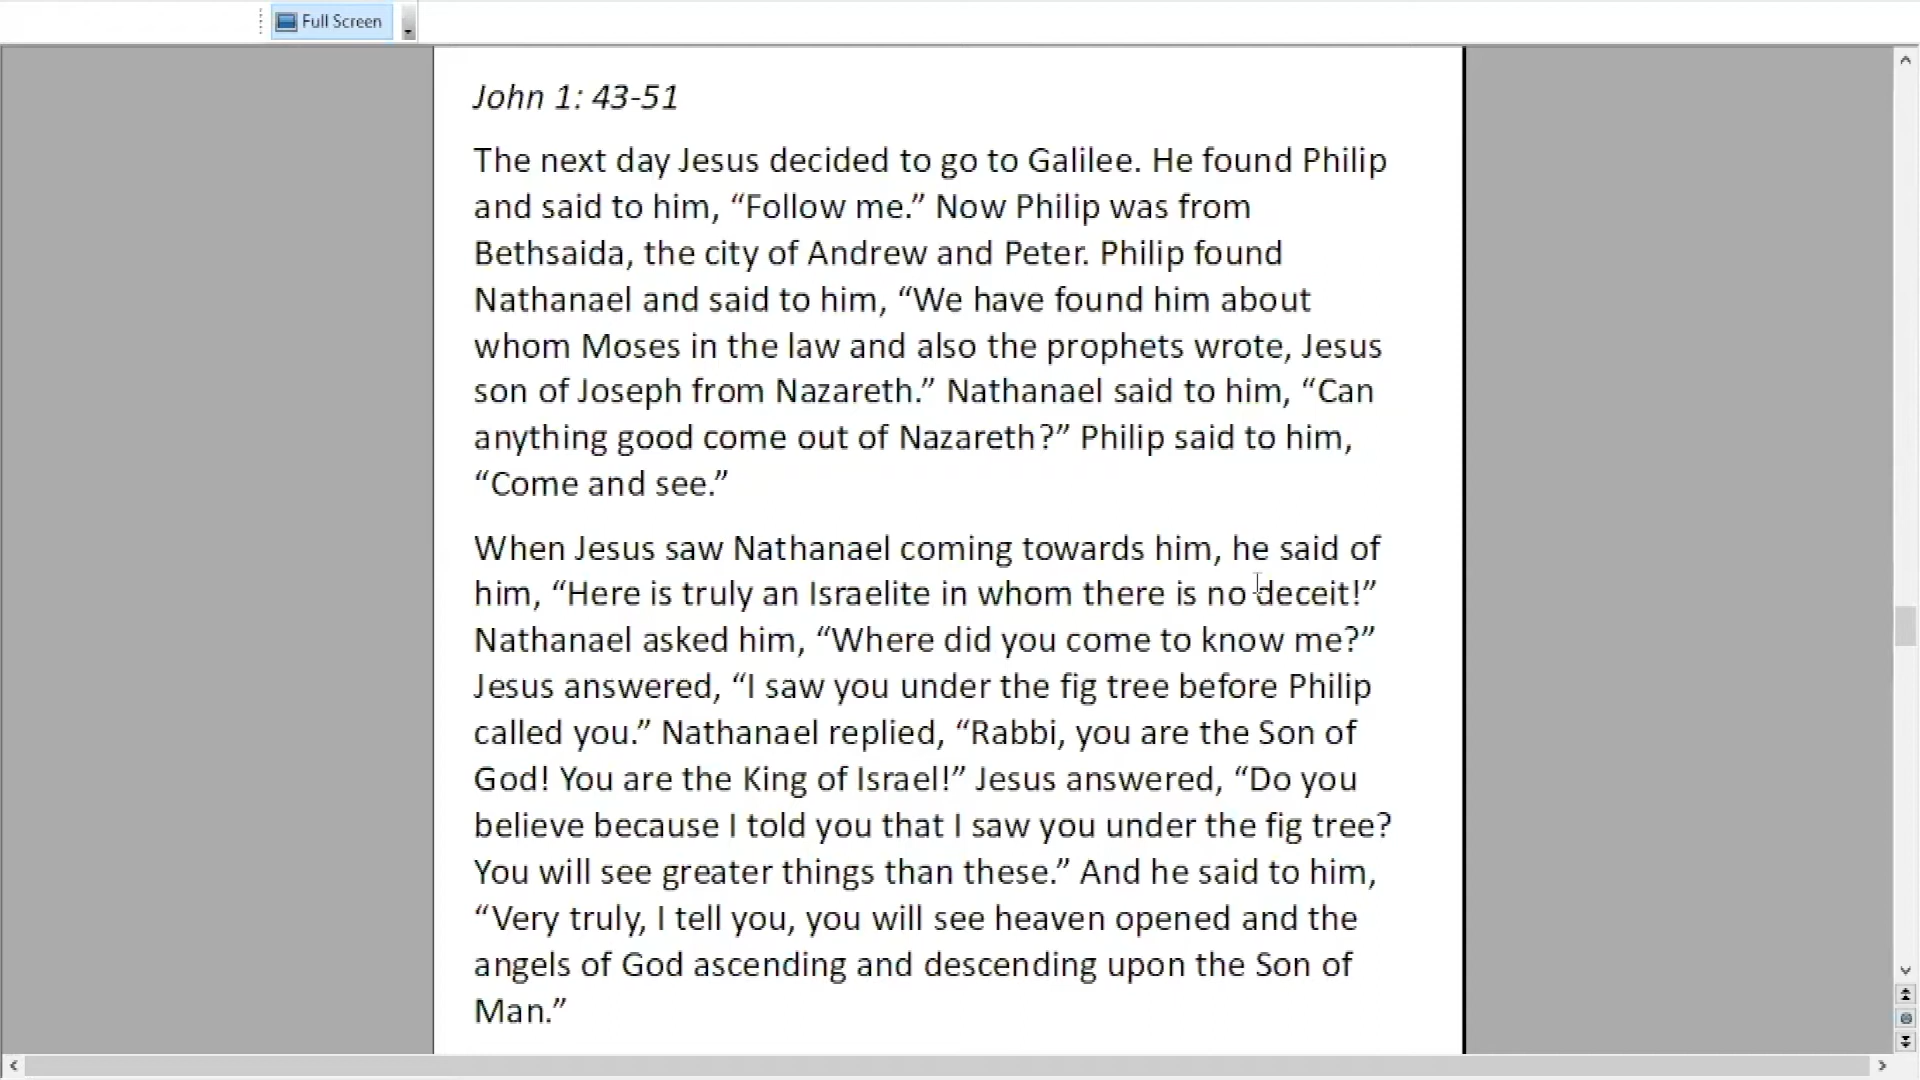 Full Screen
John 1: 43-51
The next day Jesus decided to go to Galilee. He found Philip
and said to him, “Follow me.” Now Philip was from
Bethsaida, the city of Andrew and Peter. Philip found
Nathanael and said to him, “We have found him about
whom Moses in the law and also the prophets wrote, Jesus
son of Joseph from Nazareth.” Nathanael said to him, “Can
anything good come out of Nazareth?” Philip said to him,
“Come and see.”
When Jesus saw Nathanael coming towards him, he said of
him, “Here is truly an Israelite in whom there is no deceit!”
Nathanael asked him, “Where did you come to know me?”
Jesus answered, “I saw you under the fig tree before Philip
called you.” Nathanael replied, “Rabbi, you are the Son of
God! You are the King of Israel!” Jesus answered, “Do you
believe because I told you that I saw you under the fig tree?
You will see greater things than these.” And he said to him,
“Very truly, I tell you, you will see heaven opened and the
angels of God ascending and descending upon the Son of
Man.”